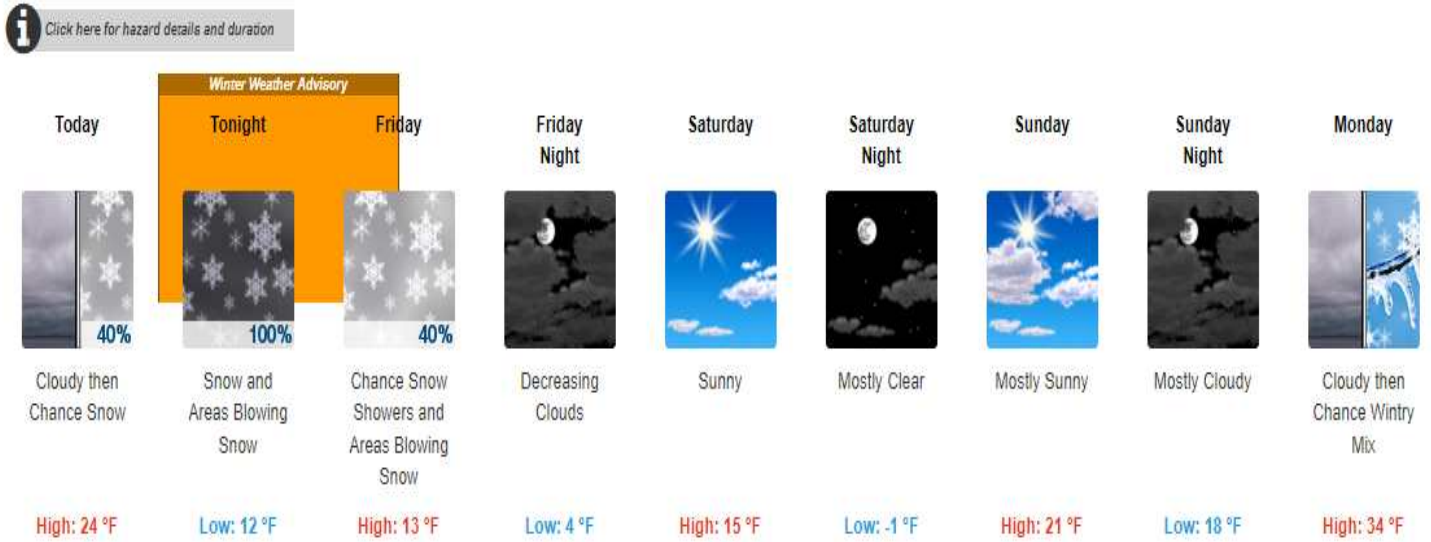 Click here for hazard details and duration
Winter Weather Advisory
Today
Tonight
Friday
Friday
Night
Saturday
Saturday
Night
Sunday
Sunday
Night
Monday
40%
100%
40%
Cloudy then
Chance Snow
Snow and
Areas Blowing
Snow
Chance Snow
Showers and
Areas Blowing
Snow
Decreasing
Clouds
Sunny
Mostly Clear
Mostly Sunny
Mostly Cloudy
Cloudy then
Chance Wintry
Mix
High: 24 °F
Low: 12 °F
High: 13 °F
Low: 4 °F
High: 15 °F
Low: -1 °F
High: 21 °F
Low: 18 °F
High: 34 °F